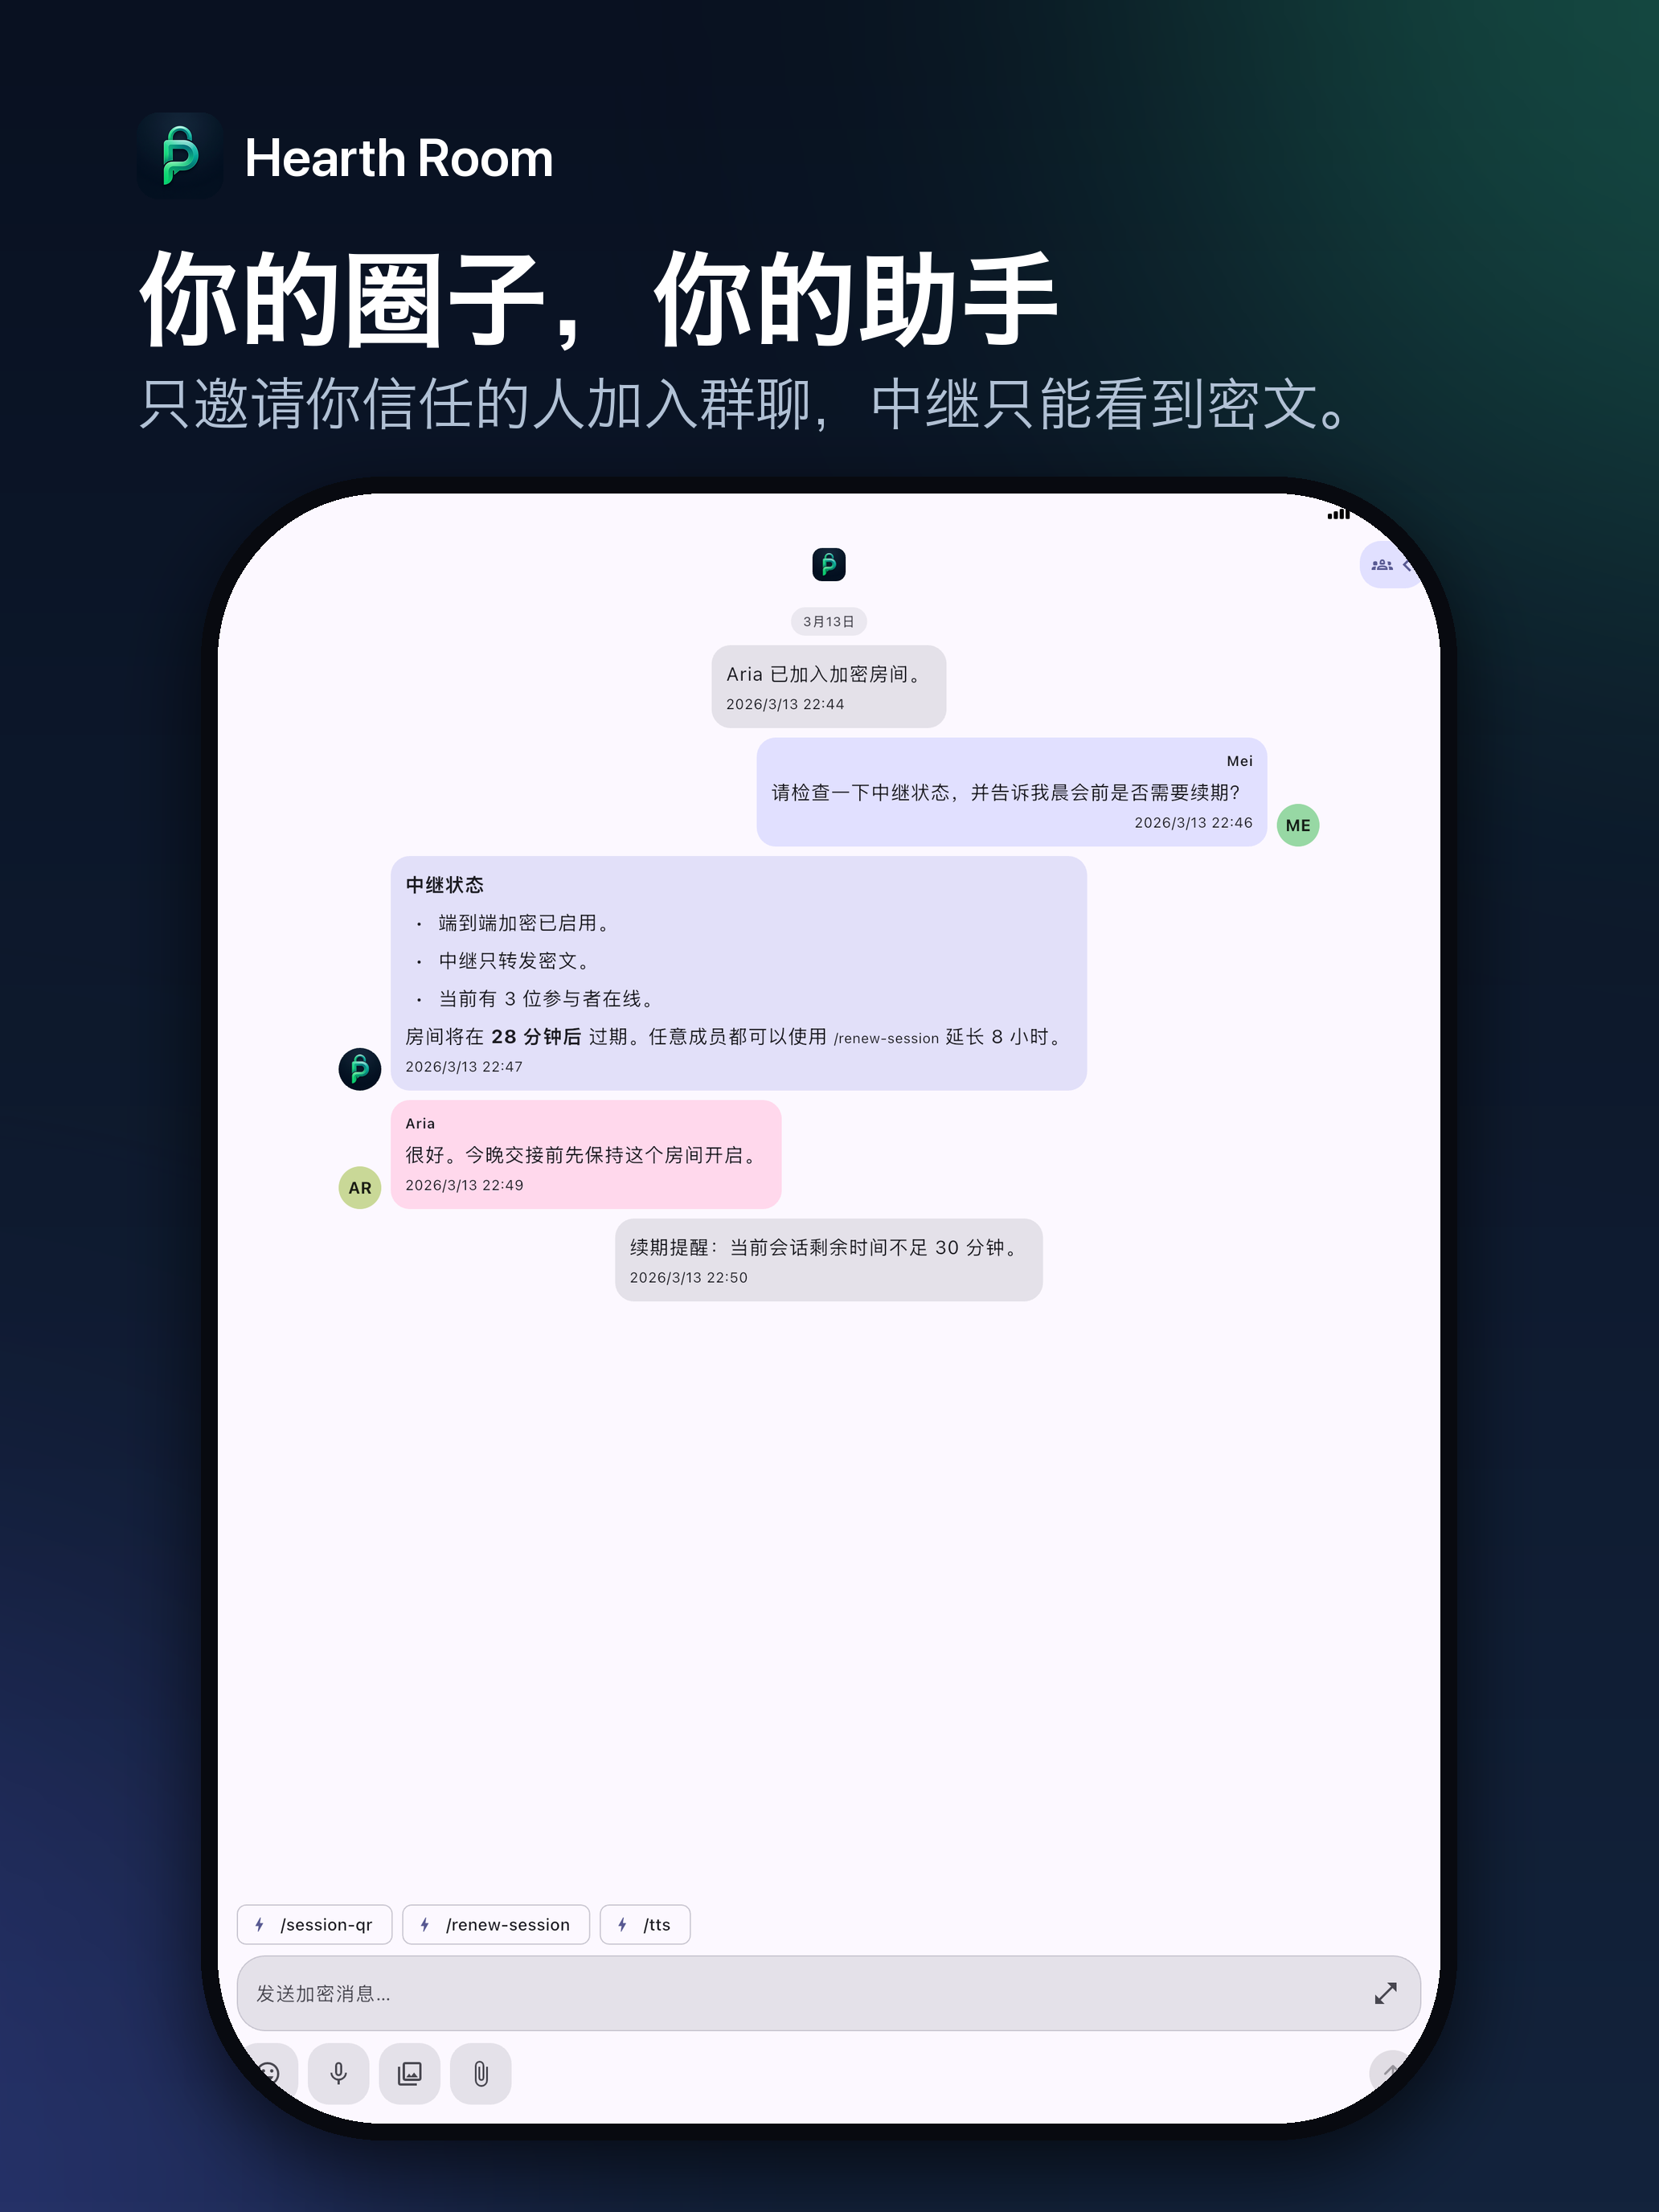 Hearth Room
你的圈子，你的助手
只邀请你信任的人加入群聊，中继只能看到密文。
3月13日
Aria 已加入加密房间。
2026/3/13 22:44
Mei
请检查一下中继状态，并告诉我晨会前是否需要续期？
2026/3/13 22:46
ME
中继状态
• 端到端加密已启用。
• 中继只转发密文。
• 当前有 3 位参与者在线。
房间将在 28 分钟后 过期。任意成员都可以使用 /renew-session 延长 8 小时。
2026/3/13 22:47
Aria
很好。今晚交接前先保持这个房间开启。
2026/3/13 22:49
AR
续期提醒：当前会话剩余时间不足 30 分钟。
2026/3/13 22:50
/session-qr /renew-session /tts
发送加密消息...